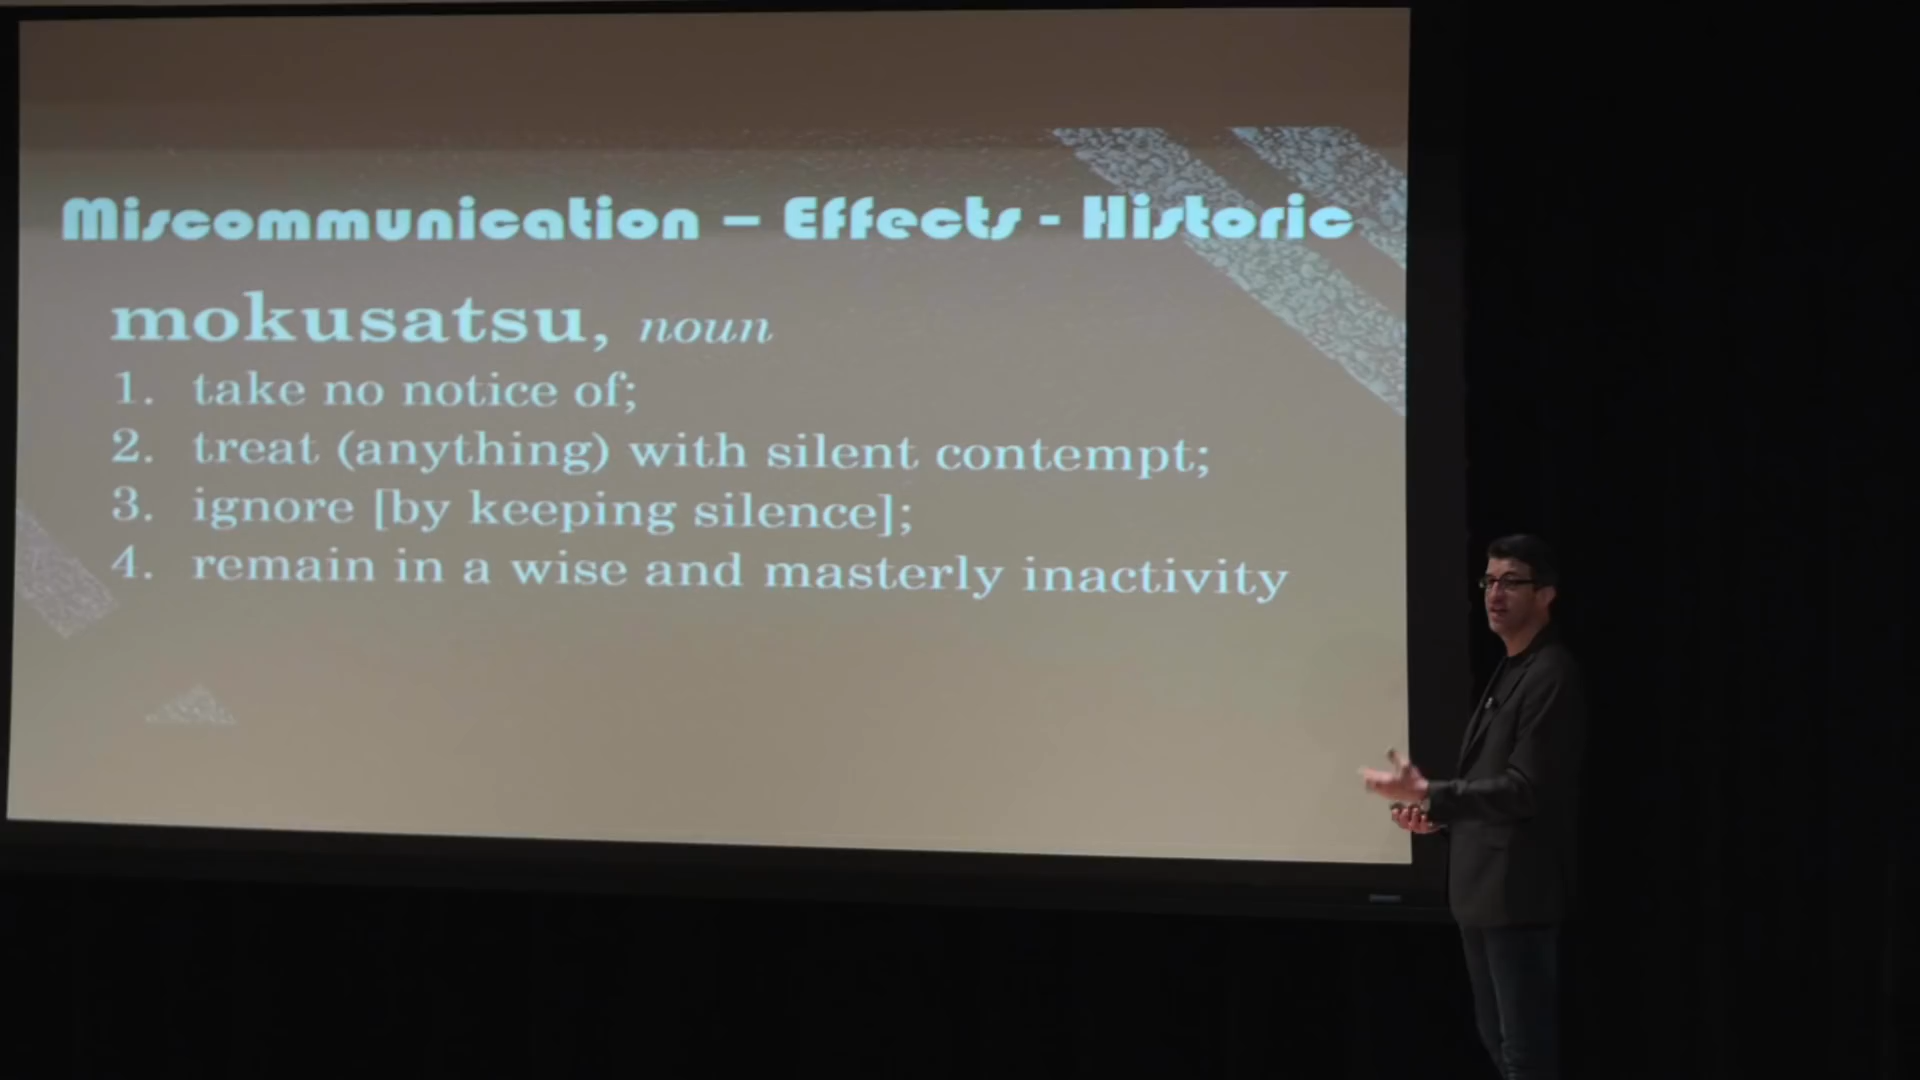 Miscommunication – Effects - Historic
mokusatsu, noun
1. take no notice of;
2. treat (anything) with silent contempt;
3. ignore [by keeping silence];
4. remain in a wise and masterly inactivity